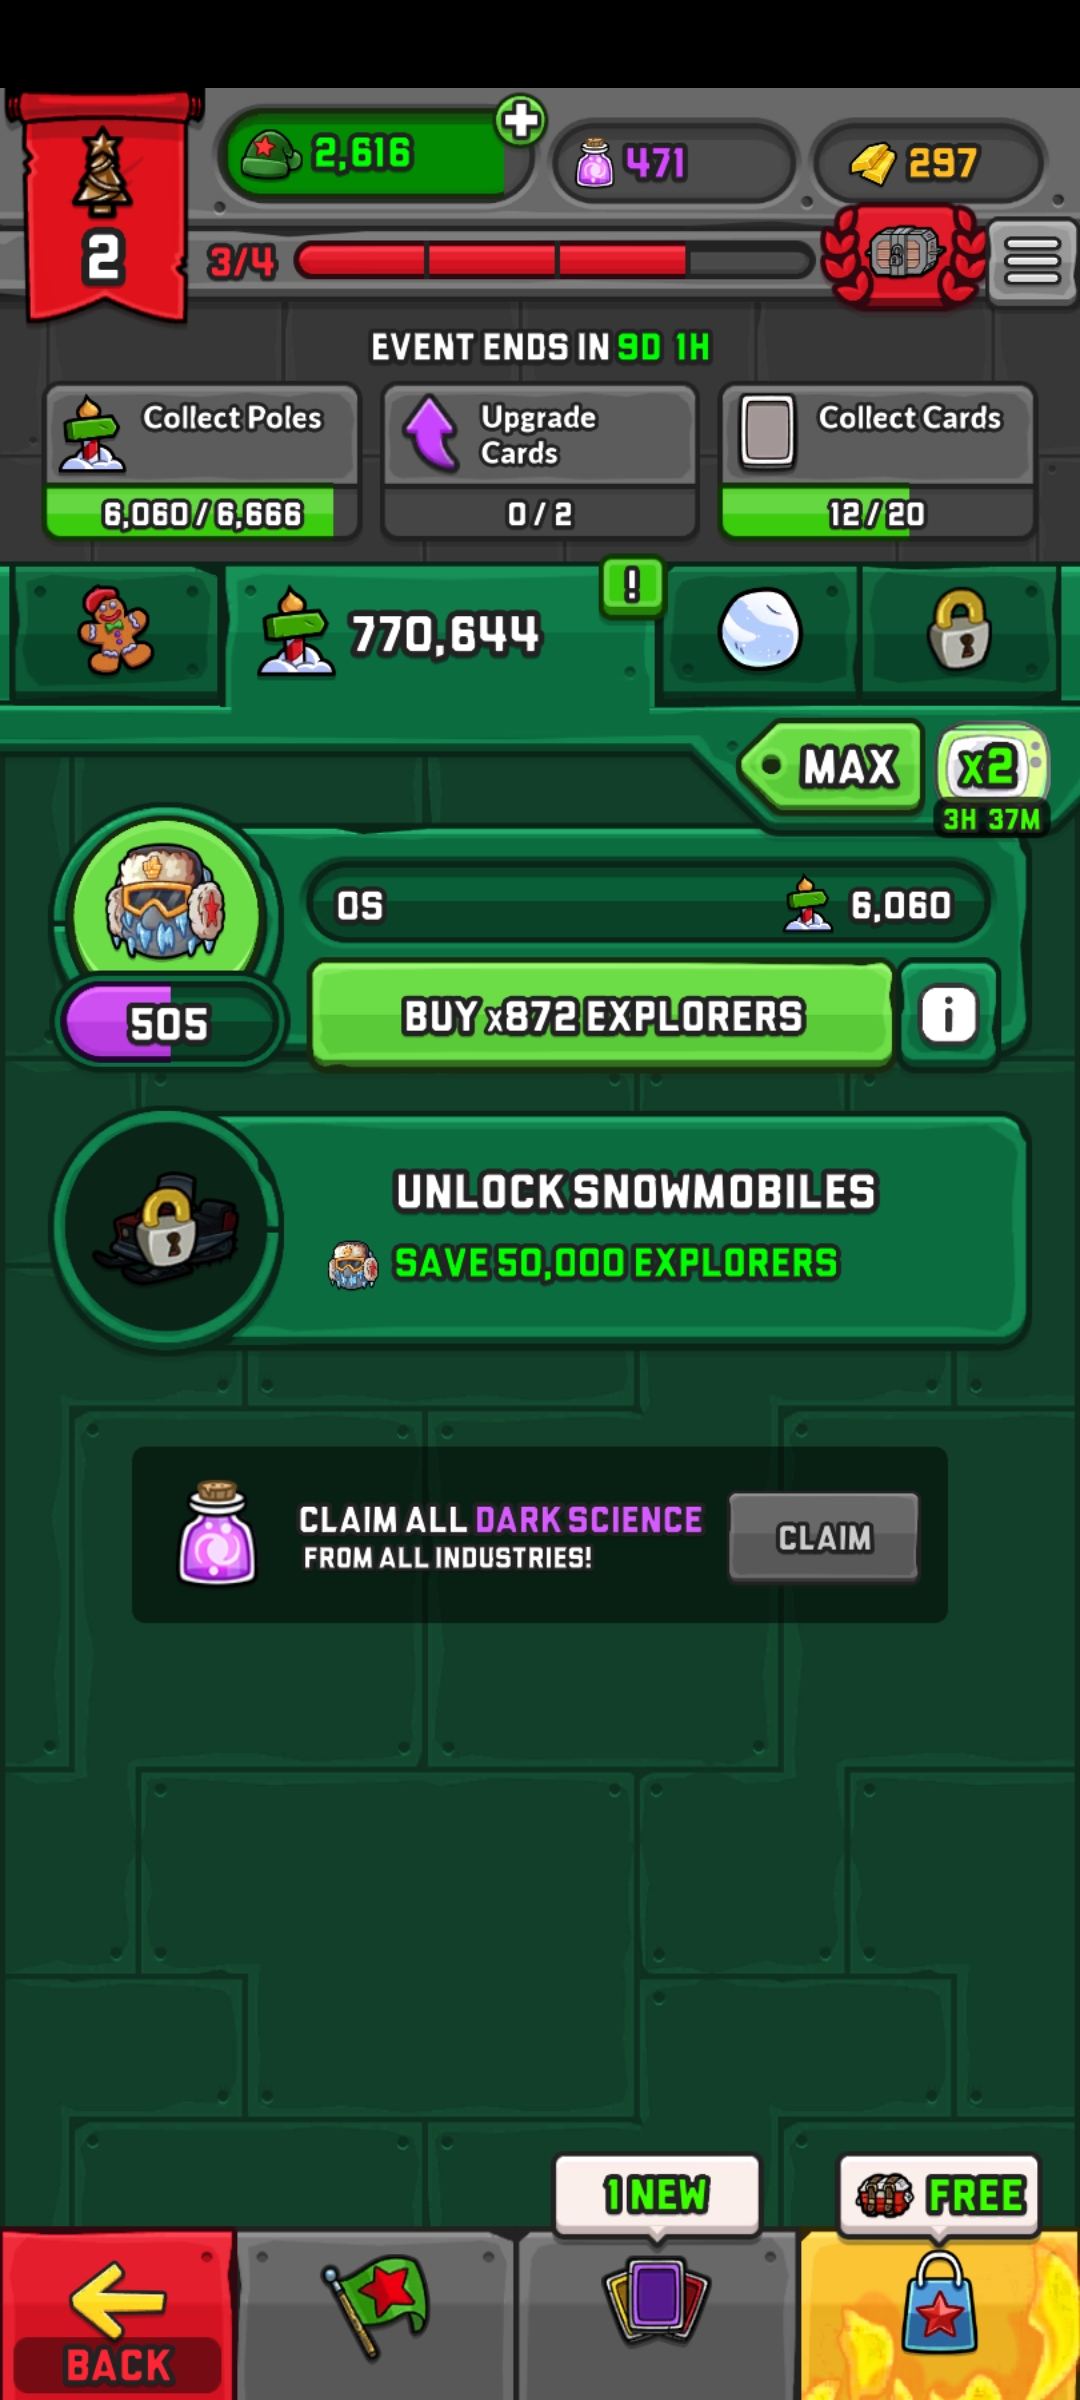 2,616
471
297
2
3/4
EVENT ENDS IN 9D 1H
Collect Poles
Upgrade
Cards
Collect Cards
6,060/6,666
0/2
12/20
770,644
!
MAX
x2
3H 37M
0S
6,060
505
BUY x872 EXPLORERS
i
UNLOCK SNOWMOBILES
SAVE 50,000 EXPLORERS
CLAIM ALL DARK SCIENCE
FROM ALL INDUSTRIES!
CLAIM
1 NEW
FREE
BACK